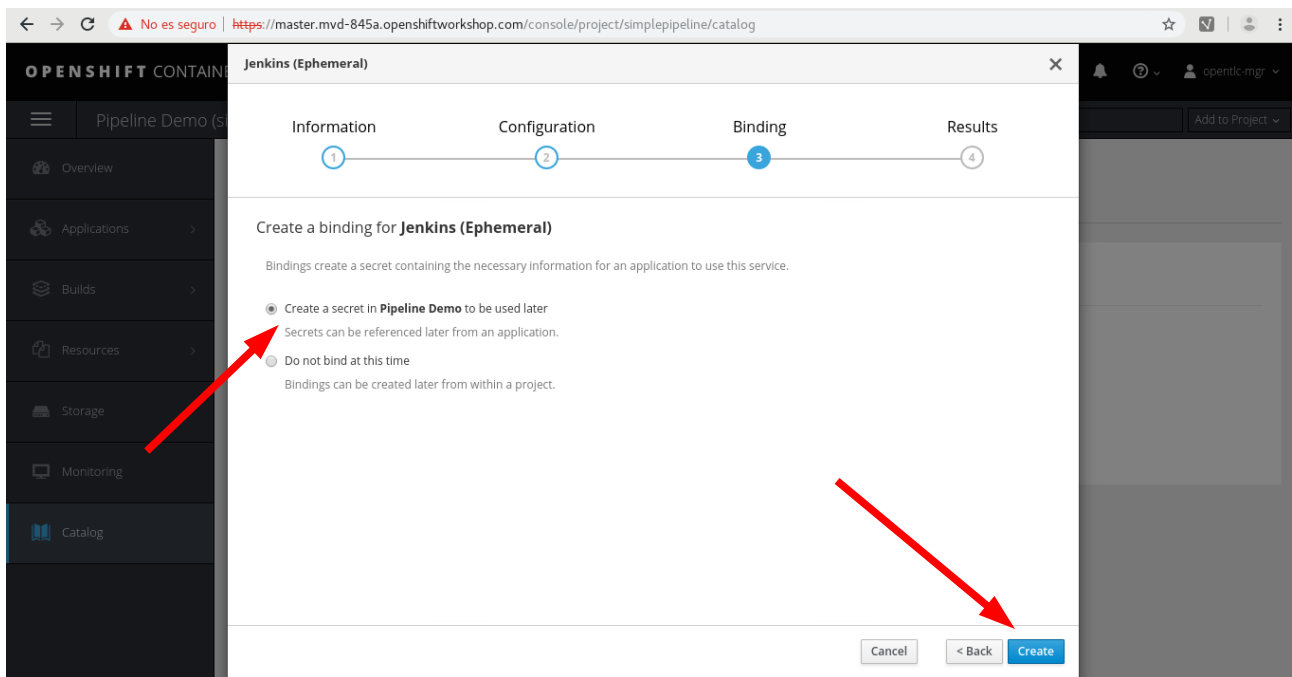 No es seguro | https://master.mvd-845a.openshiftworkshop.com/console/project/simplepipeline/catalog
OPENSHIFT CONTAINE
Jenkins (Ephemeral)
opentlc-mgr
Pipeline Demo (si
Add to Project
Information
Configuration
Binding
Results
1
2
3
4
Overview
Applications
Builds
Resources
Storage
Monitoring
Catalog
Create a binding for Jenkins (Ephemeral)
Bindings create a secret containing the necessary information for an application to use this service.
Create a secret in Pipeline Demo to be used later
Secrets can be referenced later from an application.
Do not bind at this time
Bindings can be created later from within a project.
Cancel
< Back
Create